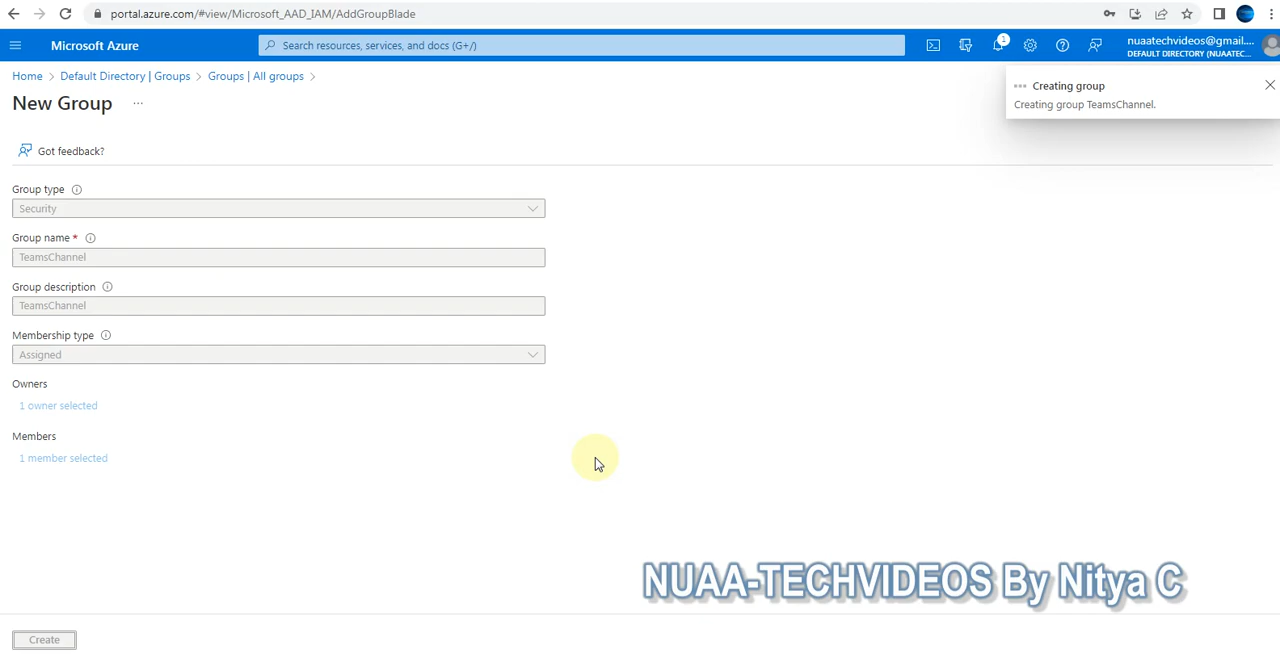 portal.azure.com/#view/Microsoft_AAD_IAM/AddGroupBlade
Microsoft Azure
Search resources, services, and docs (G+/)
1
nuaatechvideos@gmail....
DEFAULT DIRECTORY (NUAATEC...
Home > Default Directory | Groups > Groups | All groups >
New Group ...
Creating group
Creating group TeamsChannel.
Got feedback?
Group type
Security
Group name *
TeamsChannel
Group description
TeamsChannel
Membership type
Assigned
Owners
1 owner selected
Members
1 member selected
NUAA-TECHVIDEOS By Nitya C
Create